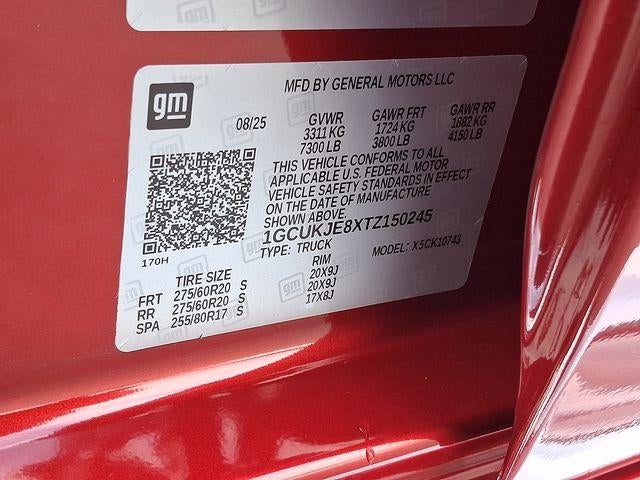 gm
MFD BY GENERAL MOTORS LLC
08/25
GVWR GAWR FRT GAWR RR
3311 KG 1724 KG 1882 KG
7300 LB 3800 LB 4150 LB
THIS VEHICLE CONFORMS TO ALL
APPLICABLE U.S. FEDERAL MOTOR
VEHICLE SAFETY STANDARDS IN EFFECT
ON THE DATE OF MANUFACTURE
SHOWN ABOVE.
1GCUKJE8XTZ150245
TYPE: TRUCK MODEL: X5CK10743
170H
TIRE SIZE RIM
FRT 275/60R20 S 20X9J
RR 275/60R20 S 20X9J
SPA 255/80R17 S 17X8J